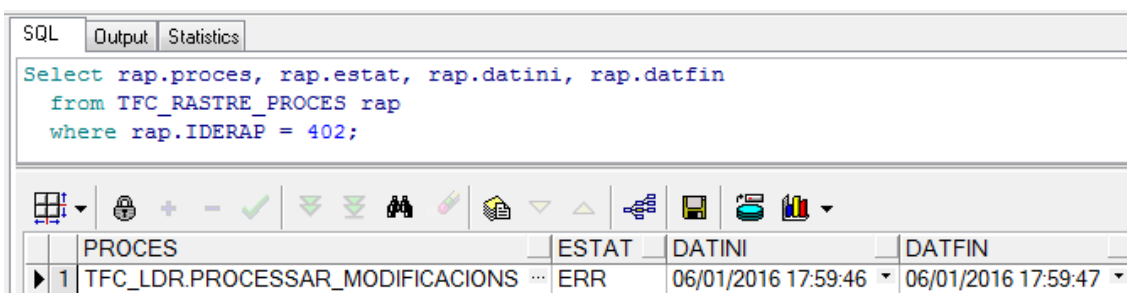 SQL Output Statistics
Select rap.proces, rap.estat, rap.datini, rap.datfin
from TFC_RASTRE_PROCES rap
where rap.IDERAP = 402;
PROCES ESTAT DATINI DATFIN
1 TFC_LDR.PROCESSAR_MODIFICACIONS ... ERR 06/01/2016 17:59:46 06/01/2016 17:59:47